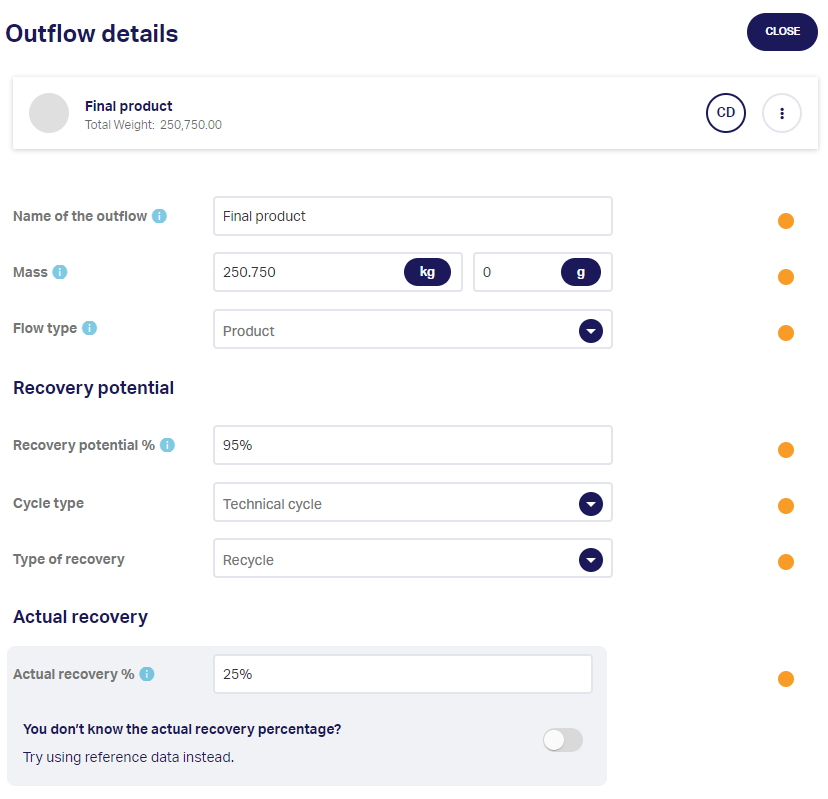 Outflow details
CLOSE
Final product
Total Weight: 250,750.00
CD
Name of the outflow i
Final product
Mass i
250.750 kg
0 g
Flow type i
Product
Recovery potential
Recovery potential % i
95%
Cycle type
Technical cycle
Type of recovery
Recycle
Actual recovery
Actual recovery % i
25%
You don't know the actual recovery percentage?
Try using reference data instead.